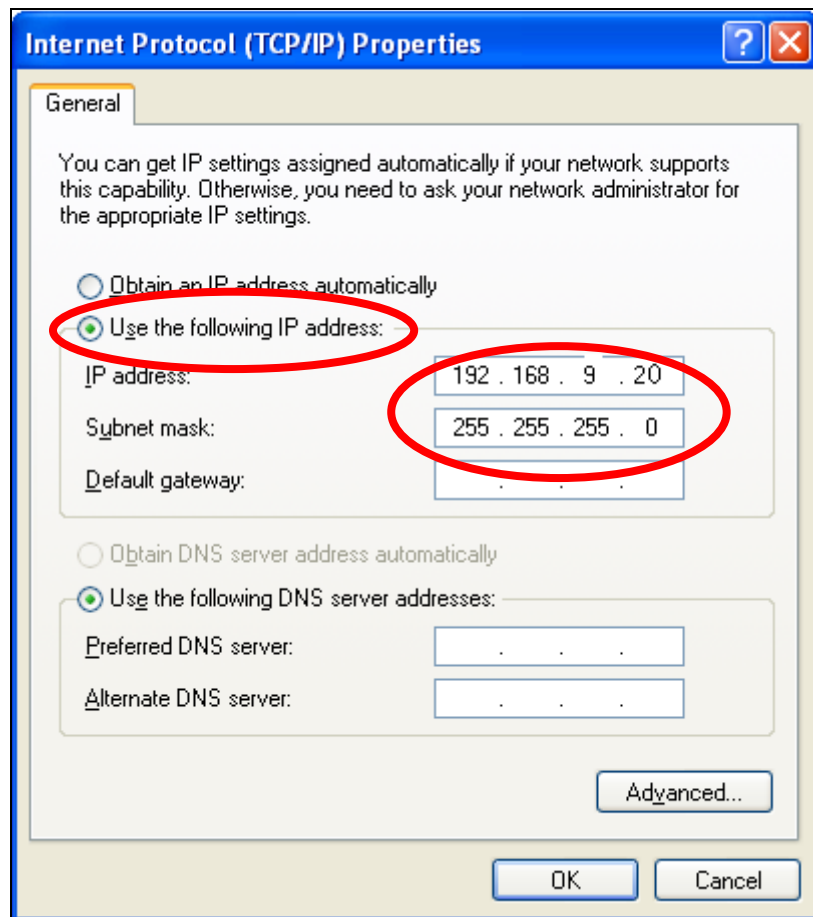 Internet Protocol (TCP/IP) Properties
General
You can get IP settings assigned automatically if your network supports
this capability. Otherwise, you need to ask your network administrator for
the appropriate IP settings.
Obtain an IP address automatically
Use the following IP address:
IP address: 192 . 168 . 9 . 20
Subnet mask: 255 . 255 . 255 . 0
Default gateway: . . .
Obtain DNS server address automatically
Use the following DNS server addresses:
Preferred DNS server: . . .
Alternate DNS server: . . .
Advanced...
OK Cancel